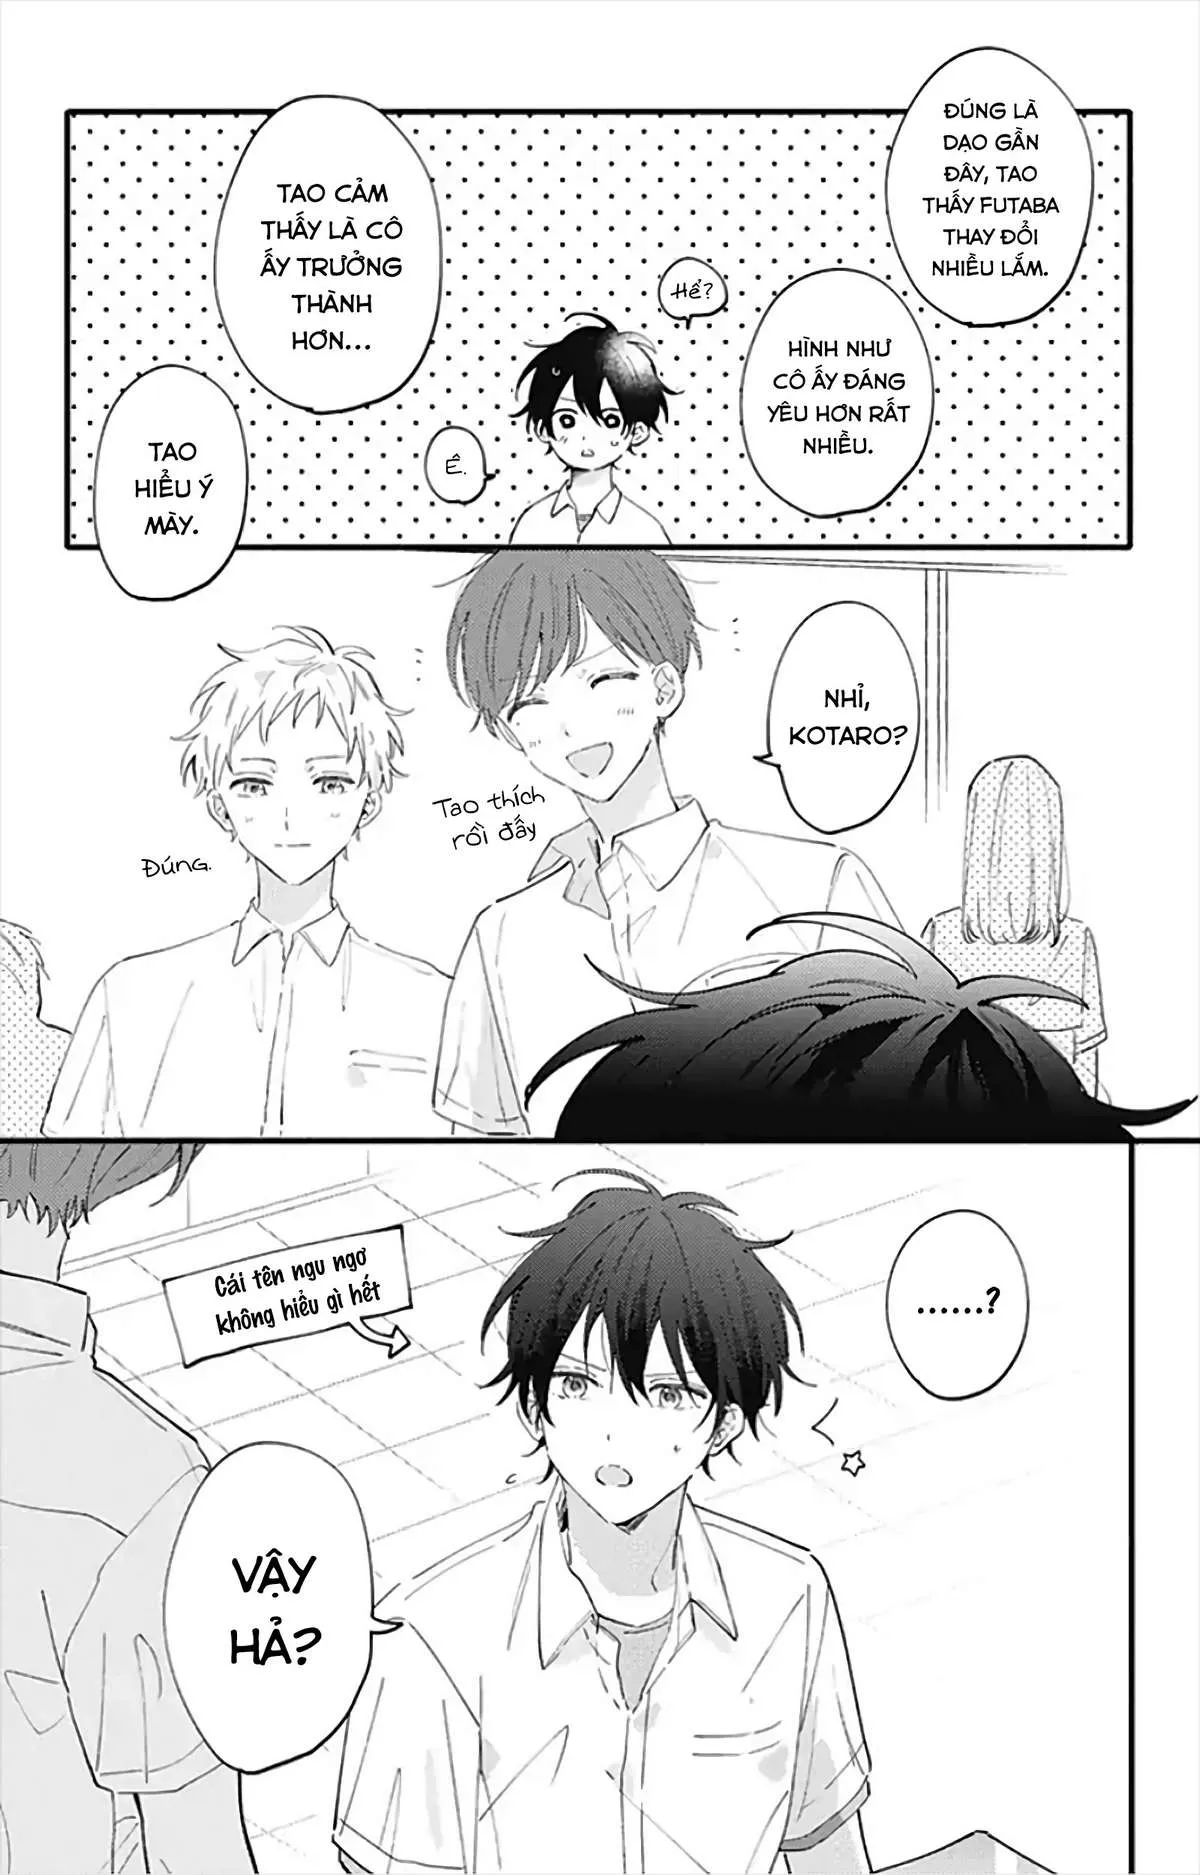 ĐÚNG LÀ
DẠO GẦN
ĐÂY, TAO
THẤY FUTABA
THAY ĐỔI
NHIỀU LẮM.
HÌNH NHƯ
CÔ ẤY ĐÁNG
YÊU HƠN RẤT
NHIỀU.
Hể?
Ê.
TAO CẢM
THẤY LÀ CÔ
ẤY TRƯỞNG
THÀNH
HƠN...
TAO
HIỂU Ý
MÀY.
NHỈ,
KOTARO?
Tao thích
rồi đấy
Đúng.
......?
Cái tên ngu ngơ
không hiểu gì hết
VẬY
HẢ?